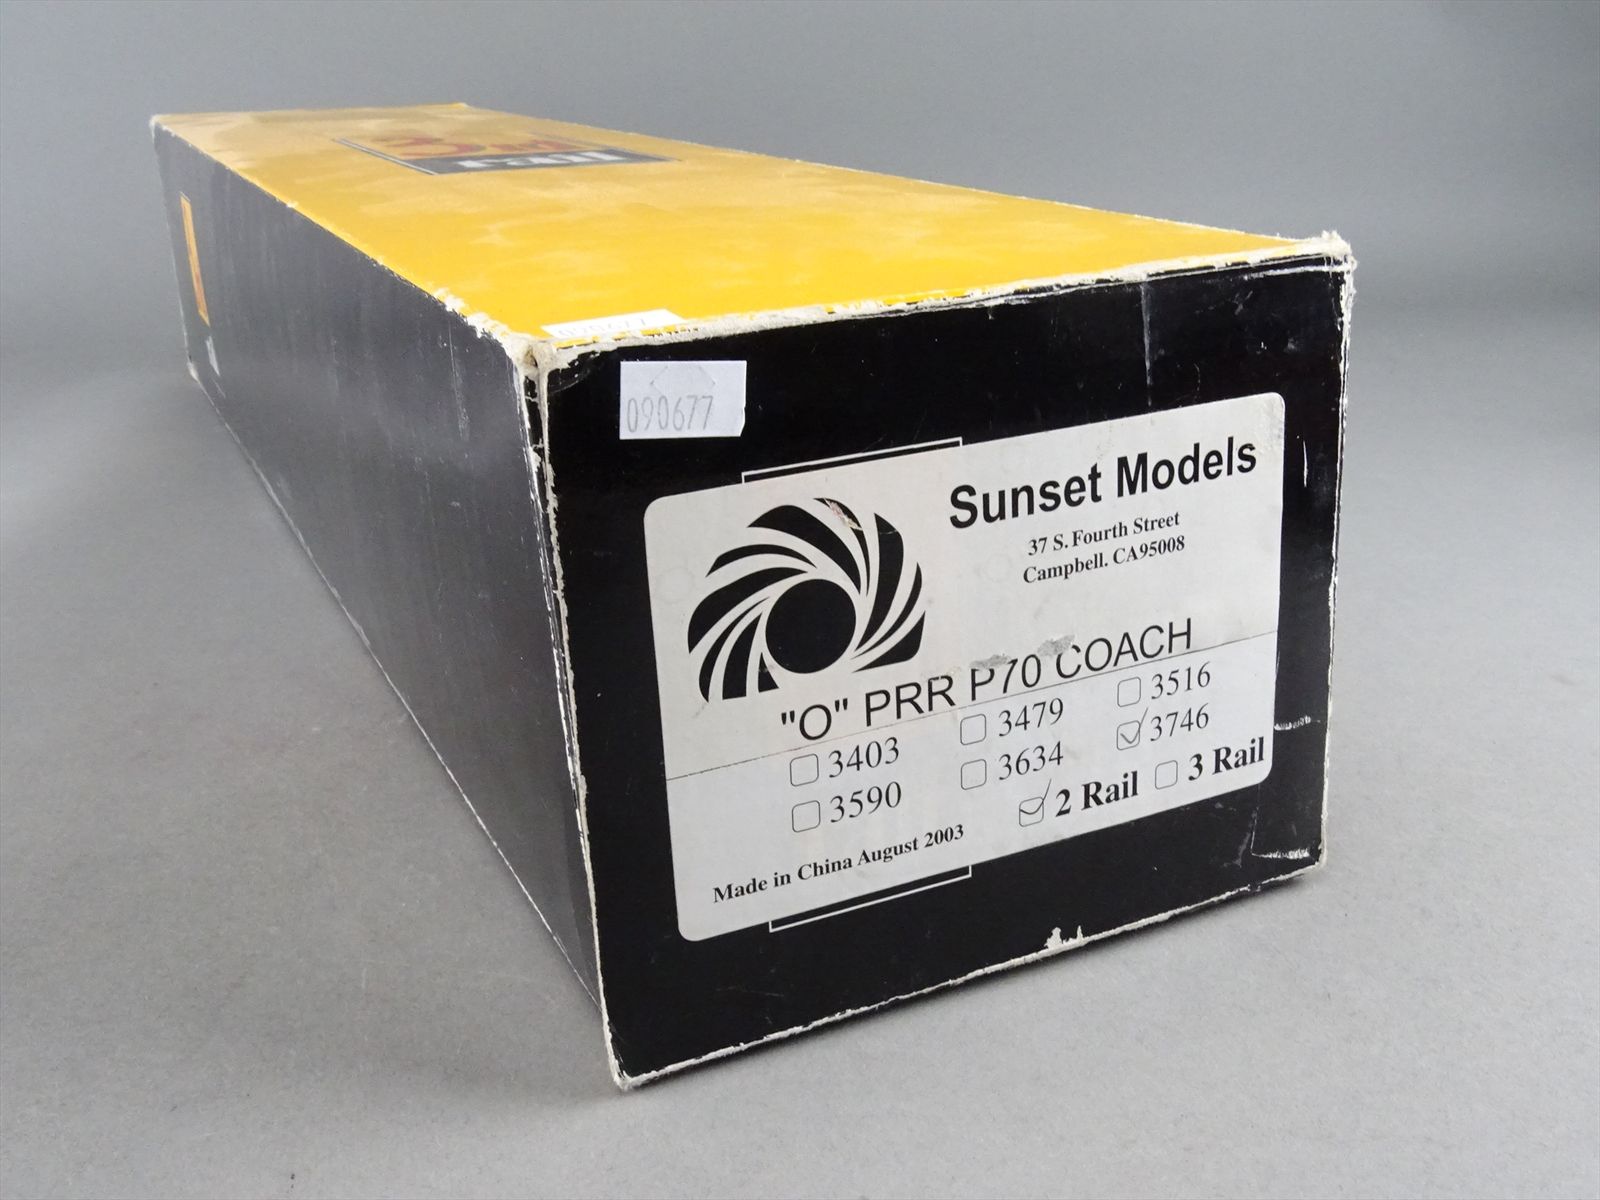 090677
090677
Sunset Models
37 S. Fourth Street
Campbell. CA95008
"O" PRR P70 COACH
3403 3479 3516
3590 3634 3746
2 Rail 3 Rail
Made in China August 2003